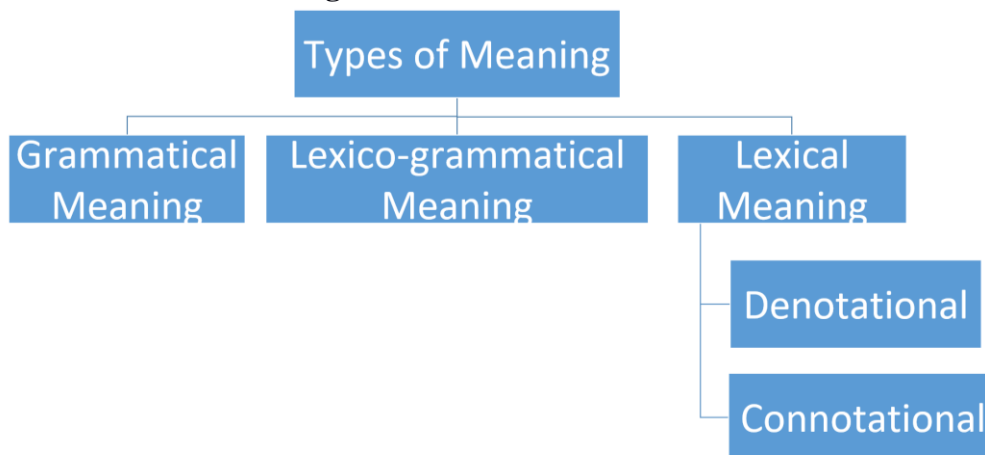 Types of Meaning
Grammatical
Meaning
Lexico-grammatical
Meaning
Lexical
Meaning
Denotational
Connotational